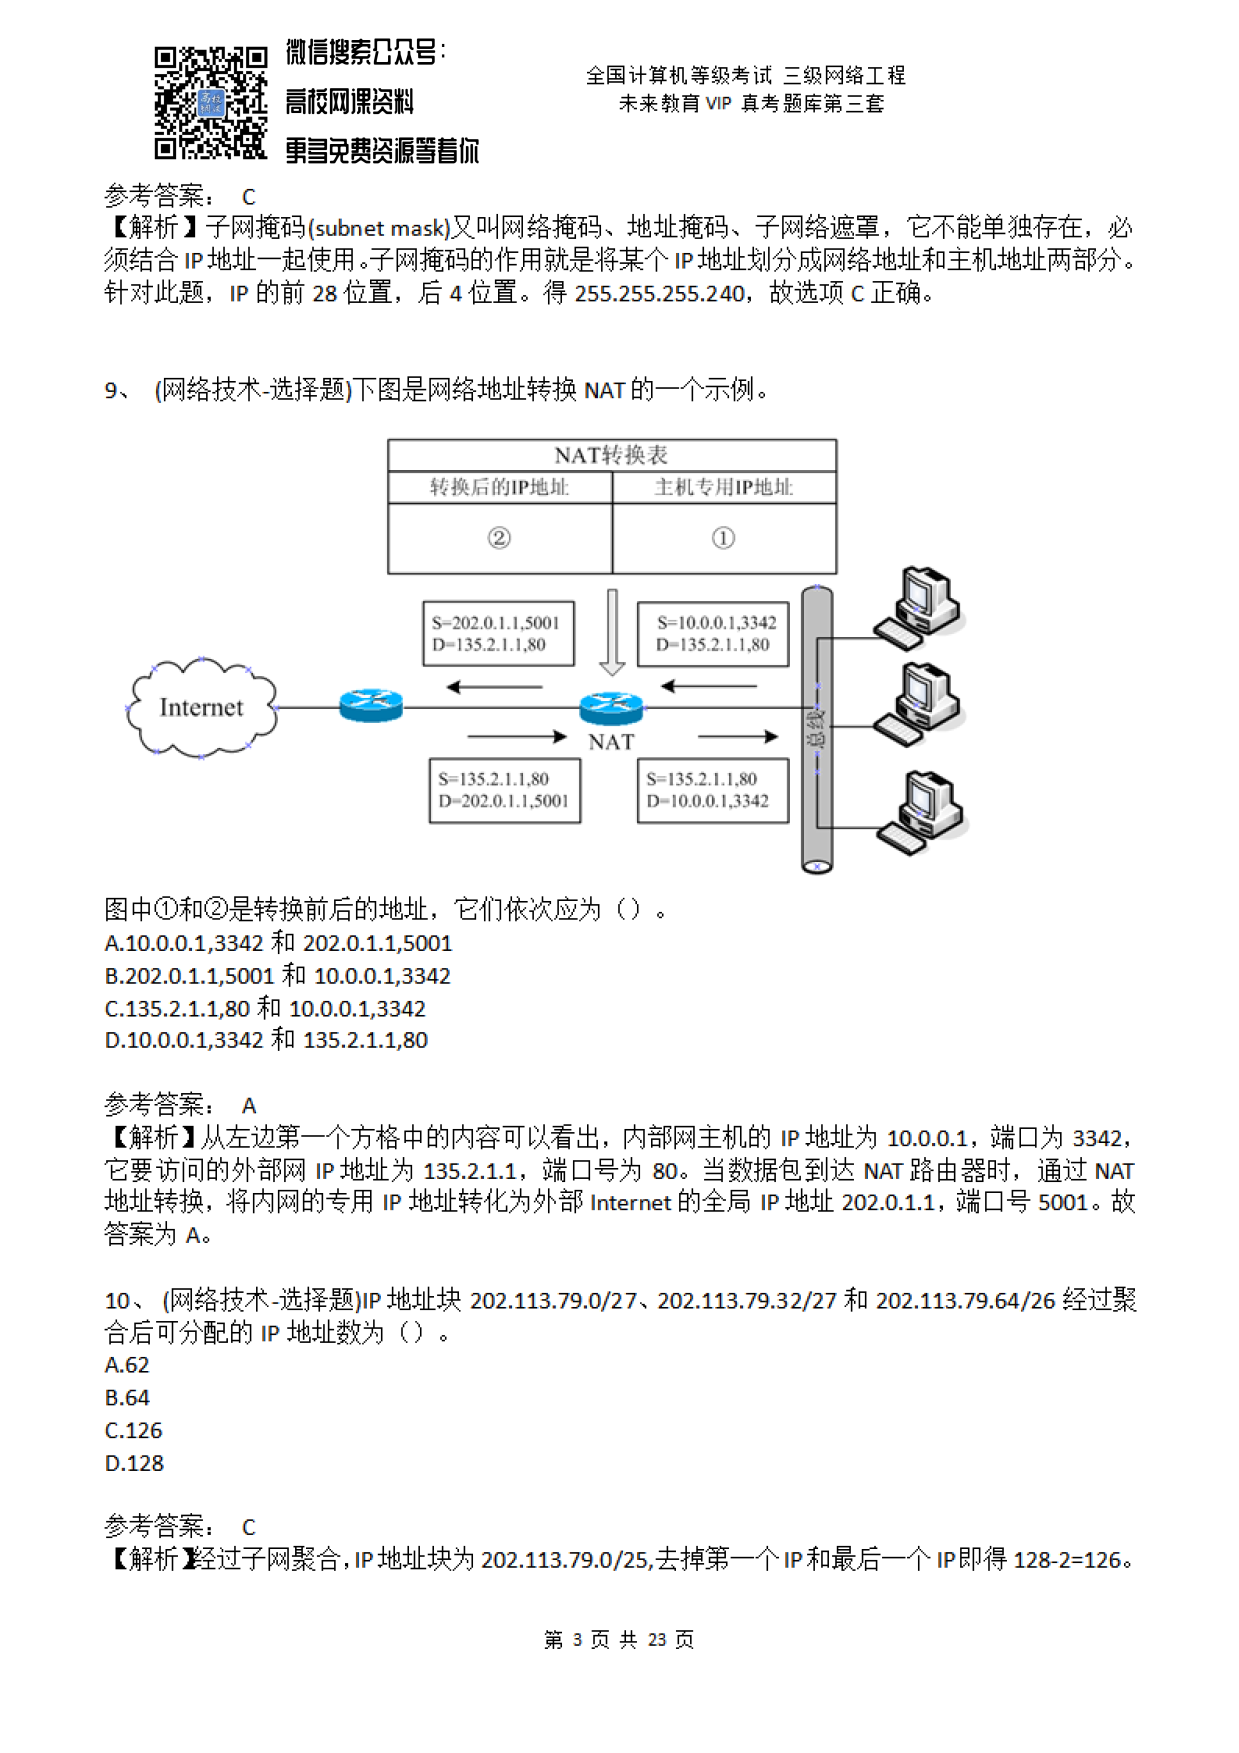 微信搜索公众号：
高校网课资料
更多免费资源等着你
全国计算机等级考试 三级网络工程
未来教育 VIP 真考题库第三套
参考答案： C
【解析】子网掩码(subnet mask)又叫网络掩码、地址掩码、子网络遮罩，它不能单独存在，必
须结合 IP 地址一起使用。子网掩码的作用就是将某个 IP 地址划分成网络地址和主机地址两部分。
针对此题，IP 的前 28 位置，后 4 位置。得 255.255.255.240，故选项 C 正确。
9、 (网络技术-选择题)下图是网络地址转换 NAT 的一个示例。
NAT转换表
转换后的IP地址 主机专用IP地址
② ①
S=202.0.1.1,5001
D=135.2.1.1,80
S=10.0.0.1,3342
D=135.2.1.1,80
Internet
NAT
总线
S=135.2.1.1,80
D=202.0.1.1,5001
S=135.2.1.1,80
D=10.0.0.1,3342
图中①和②是转换前后的地址，它们依次应为（）。
A.10.0.0.1,3342 和 202.0.1.1,5001
B.202.0.1.1,5001 和 10.0.0.1,3342
C.135.2.1.1,80 和 10.0.0.1,3342
D.10.0.0.1,3342 和 135.2.1.1,80
参考答案： A
【解析】从左边第一个方格中的内容可以看出，内部网主机的 IP 地址为 10.0.0.1，端口为 3342，
它要访问的外部网 IP 地址为 135.2.1.1，端口号为 80。当数据包到达 NAT 路由器时，通过 NAT
地址转换，将内网的专用 IP 地址转化为外部 Internet 的全局 IP 地址 202.0.1.1，端口号 5001。故
答案为 A。
10、 (网络技术-选择题)IP 地址块 202.113.79.0/27、202.113.79.32/27 和 202.113.79.64/26 经过聚
合后可分配的 IP 地址数为（）。
A.62
B.64
C.126
D.128
参考答案： C
【解析】经过子网聚合，IP 地址块为 202.113.79.0/25,去掉第一个 IP 和最后一个 IP 即得 128-2=126。
第 3 页 共 23 页